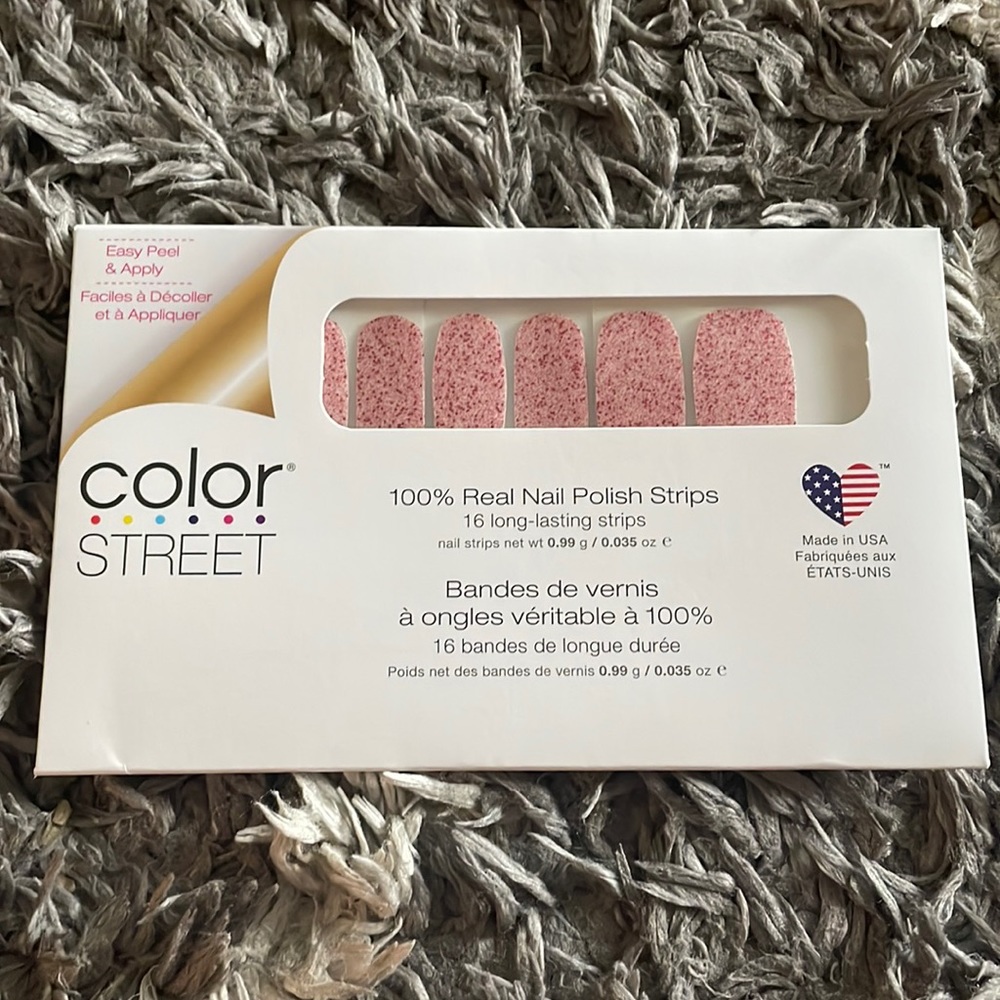 Easy Peel
& Apply
Faciles à Décoller
et à Appliquer
color®
STREET
100% Real Nail Polish Strips
16 long-lasting strips
nail strips net wt 0.99 g / 0.035 oz ℮
Bandes de vernis
à ongles véritable à 100%
16 bandes de longue durée
Poids net des bandes de vernis 0.99 g / 0.035 oz ℮
™
Made in USA
Fabriquées aux
ÉTATS-UNIS